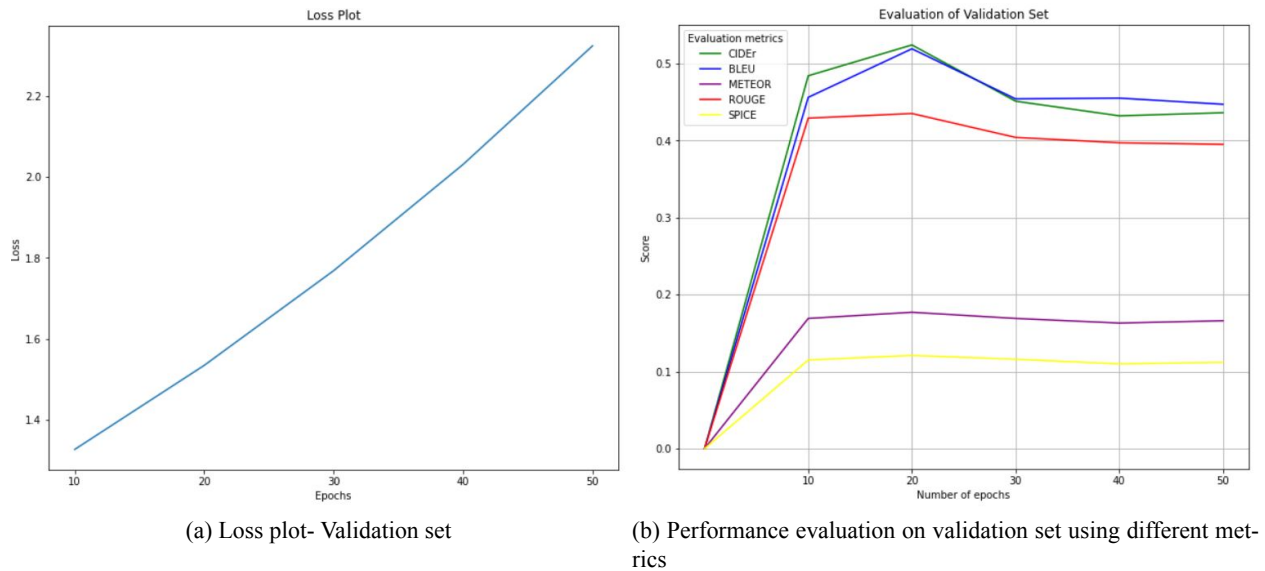 Loss Plot
2.2
2.0
1.8
1.6
1.4
Loss
10 20 30 40 50
Epochs
(a) Loss plot- Validation set
Evaluation of Validation Set
Evaluation metrics
CIDEr
BLEU
METEOR
ROUGE
SPICE
0.5
0.4
0.3
0.2
0.1
0.0
Score
10 20 30 40 50
Number of epochs
(b) Performance evaluation on validation set using different met-
rics